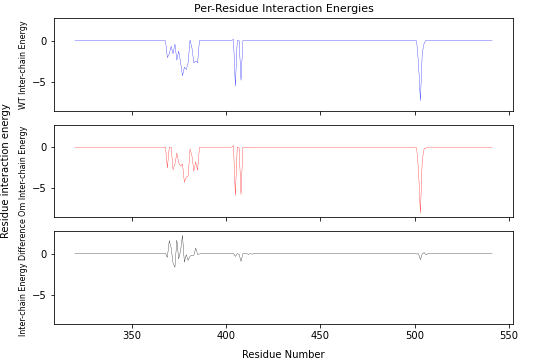 Per-Residue Interaction Energies
Residue interaction energy
WT Inter-chain Energy
0
−5
Om Inter-chain Energy
0
−5
Inter-chain Energy Difference
0
−5
350
400
450
500
550
Residue Number